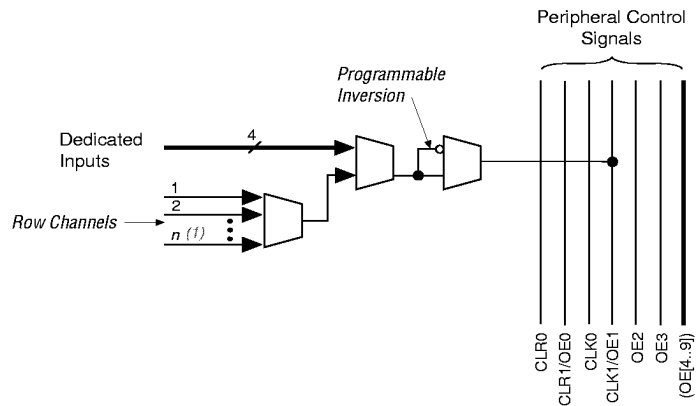 Peripheral Control
Signals
Programmable
Inversion
Dedicated
Inputs
4
Row Channels
1
2
n (1)
CLR0
CLR1/OE0
CLK0
CLK1/OE1
OE2
OE3
(OE[4..9])